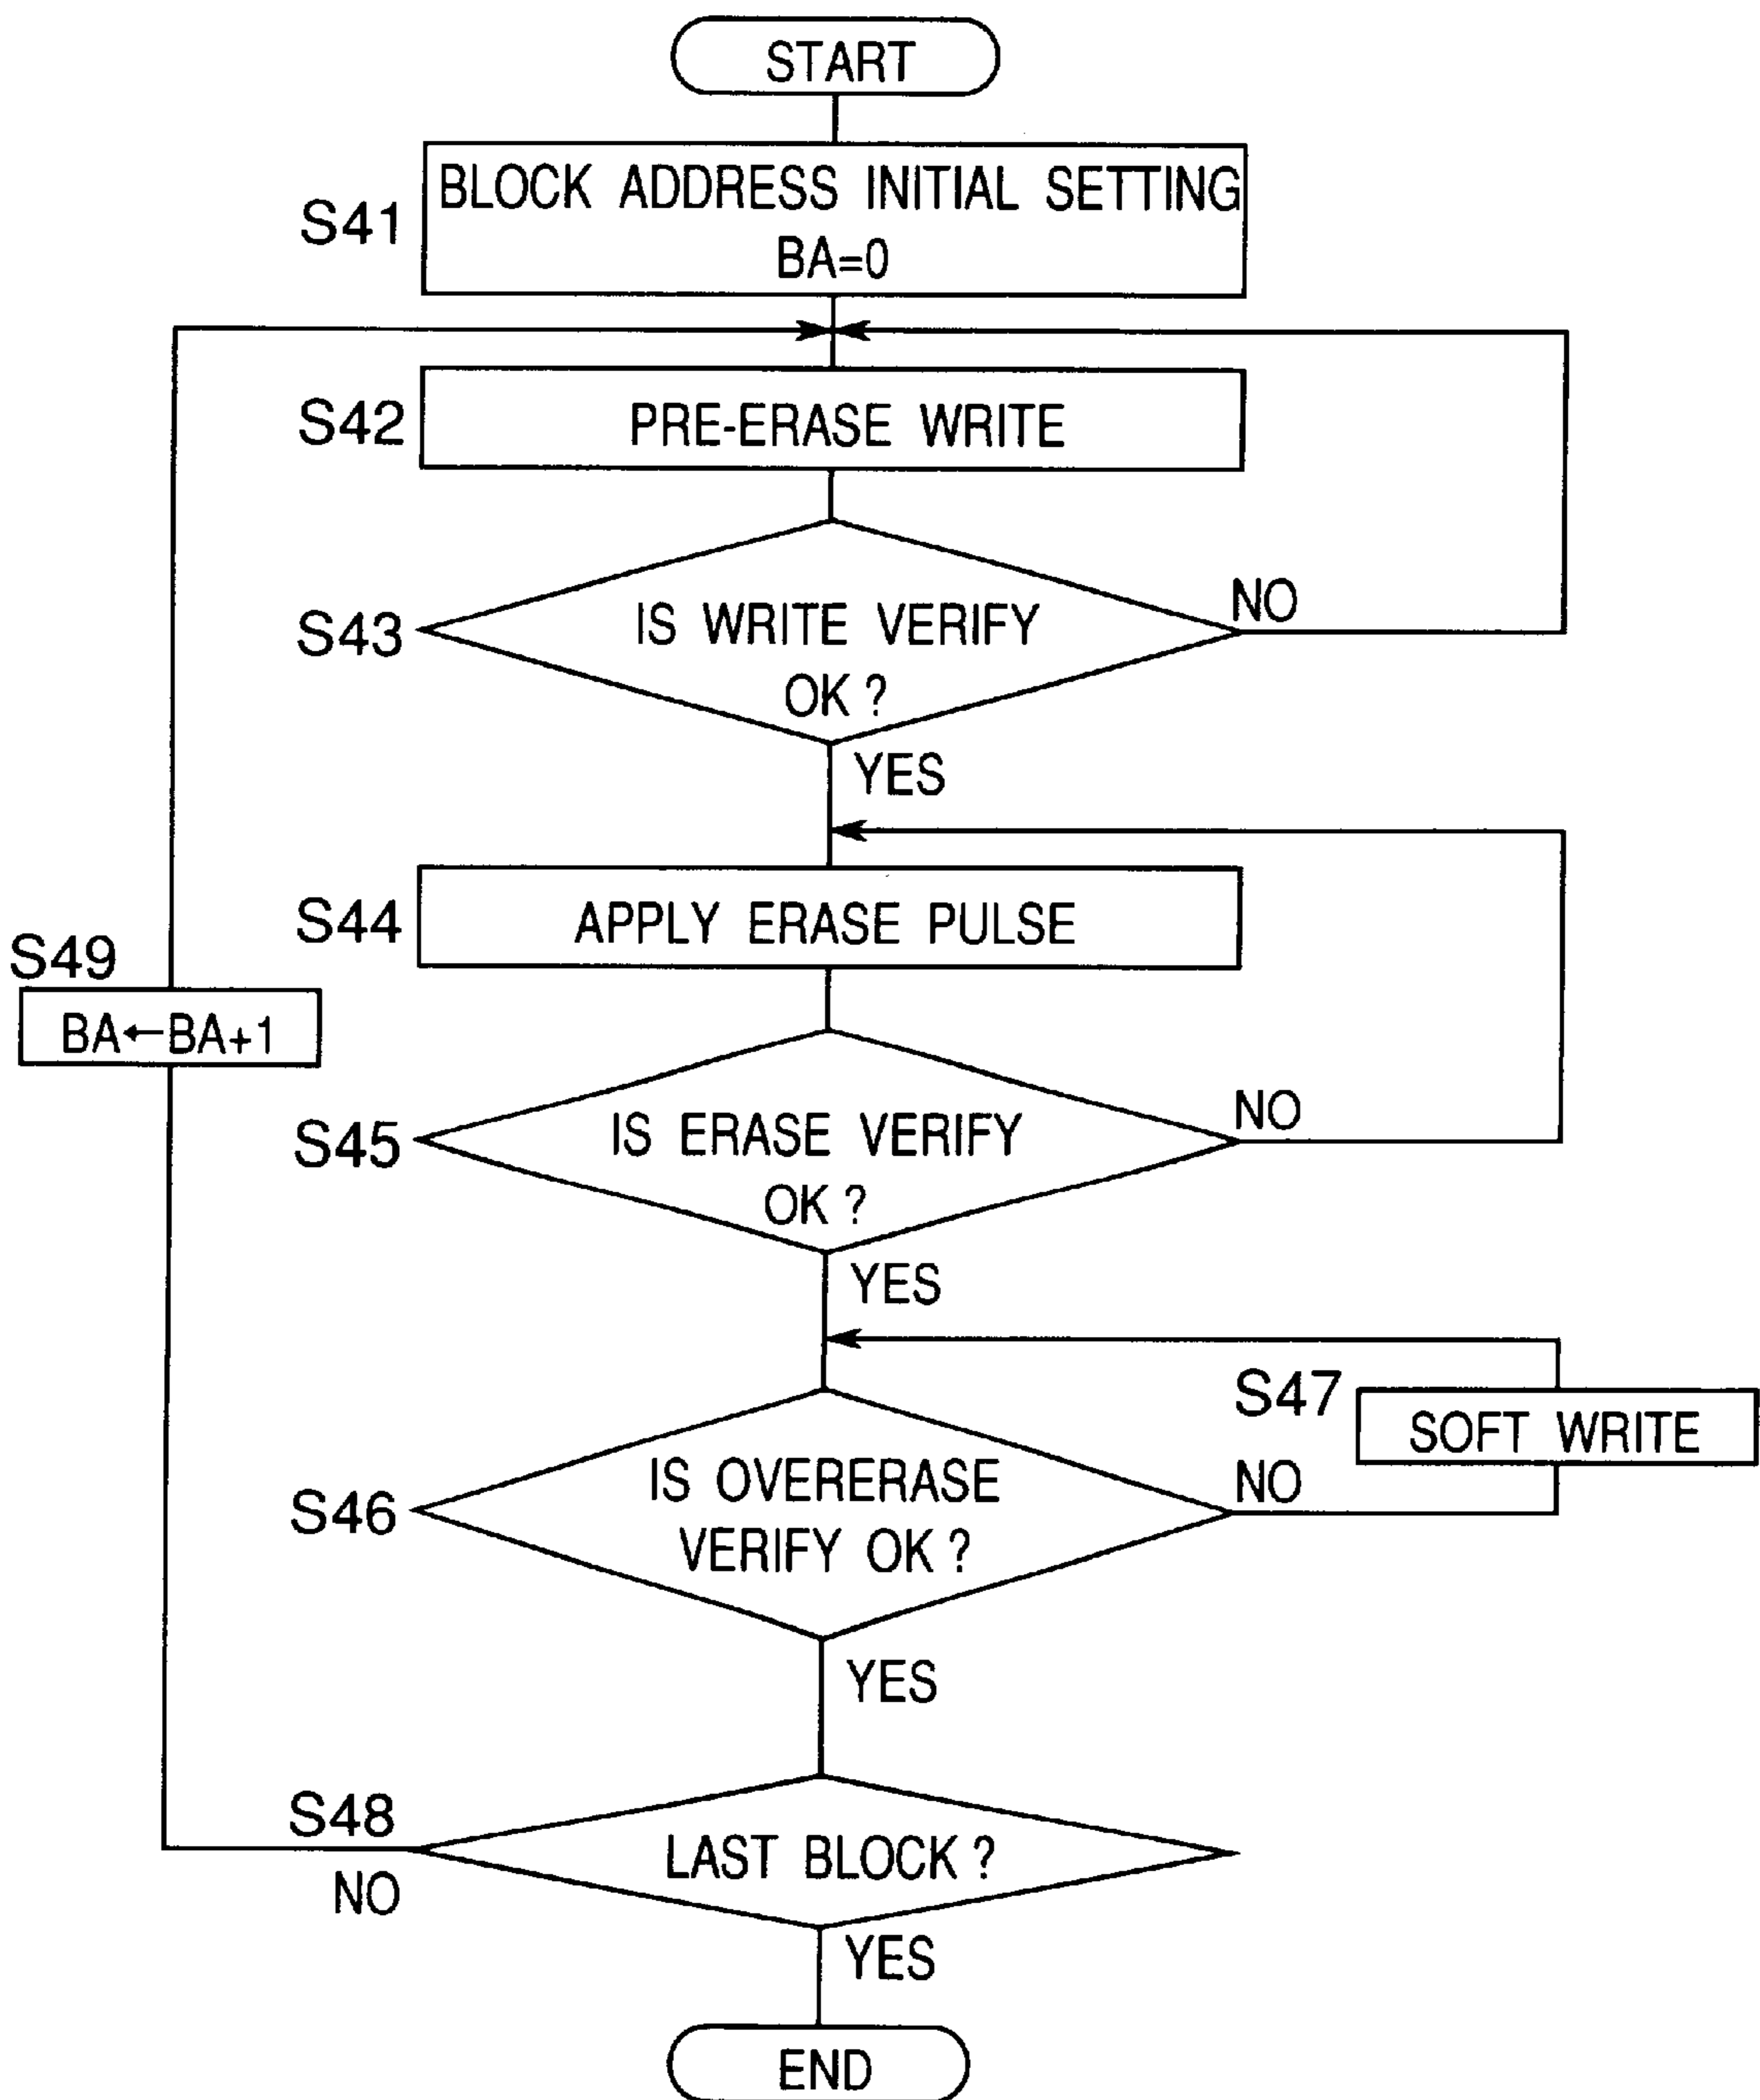 START
S41
BLOCK ADDRESS INITIAL SETTING
BA=0
S42
PRE-ERASE WRITE
S43
IS WRITE VERIFY
OK ?
NO
YES
S44
APPLY ERASE PULSE
S49
BA←BA+1
S45
IS ERASE VERIFY
OK ?
NO
YES
S47
SOFT WRITE
S46
IS OVERERASE
VERIFY OK ?
NO
YES
S48
LAST BLOCK ?
NO
YES
END